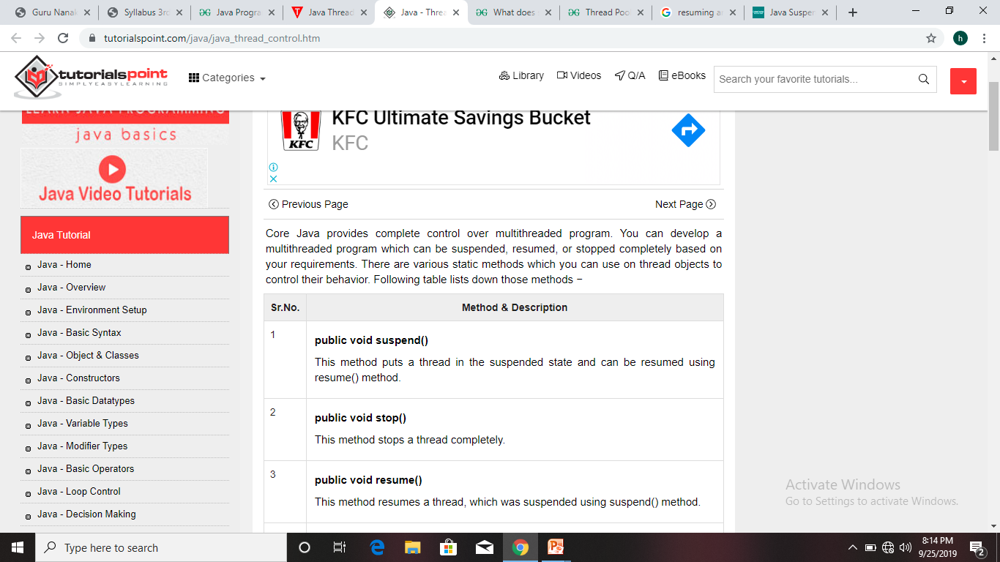 Guru Nanak
Syllabus 3rd
Java Progra
Java Thread
Java - Threa
What does
Thread Poo
resuming a
Java Susper
tutorialspoint.com/java/java_thread_control.htm
h
tutorialspoint
SIMPLYEASYLEARNING
Categories
Library
Videos
Q/A
eBooks
Search your favorite tutorials...
LEARN JAVA PROGRAMMING
java basics
Java Video Tutorials
KFC
KFC Ultimate Savings Bucket
KFC
Previous Page
Next Page
Java Tutorial
Java - Home
Java - Overview
Java - Environment Setup
Java - Basic Syntax
Java - Object & Classes
Java - Constructors
Java - Basic Datatypes
Java - Variable Types
Java - Modifier Types
Java - Basic Operators
Java - Loop Control
Java - Decision Making
Core Java provides complete control over multithreaded program. You can develop a
multithreaded program which can be suspended, resumed, or stopped completely based on
your requirements. There are various static methods which you can use on thread objects to
control their behavior. Following table lists down those methods −
Sr.No. Method & Description
1
public void suspend()
This method puts a thread in the suspended state and can be resumed using
resume() method.
2
public void stop()
This method stops a thread completely.
3
public void resume()
This method resumes a thread, which was suspended using suspend() method.
Activate Windows
Go to Settings to activate Windows.
Type here to search
8:14 PM
9/25/2019
2